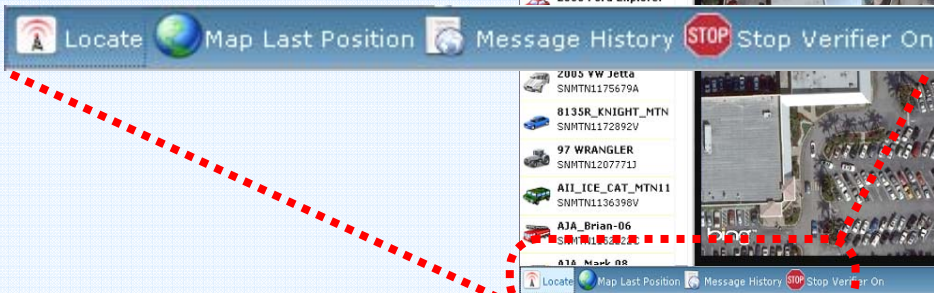 Locate Map Last Position Message History STOP Stop Verifier On
2005 VW Jetta
SNMTN1175679A
8135R_KNIGHT_MTN
SNMTN1172892V
97 WRANGLER
SNMTN1207771J
AII_ICE_CAT_MTN11
SNMTN1136398V
AJA_Brian-06
AJA_Mark_08
bing
Locate Map Last Position Message History STOP Stop Verifier On